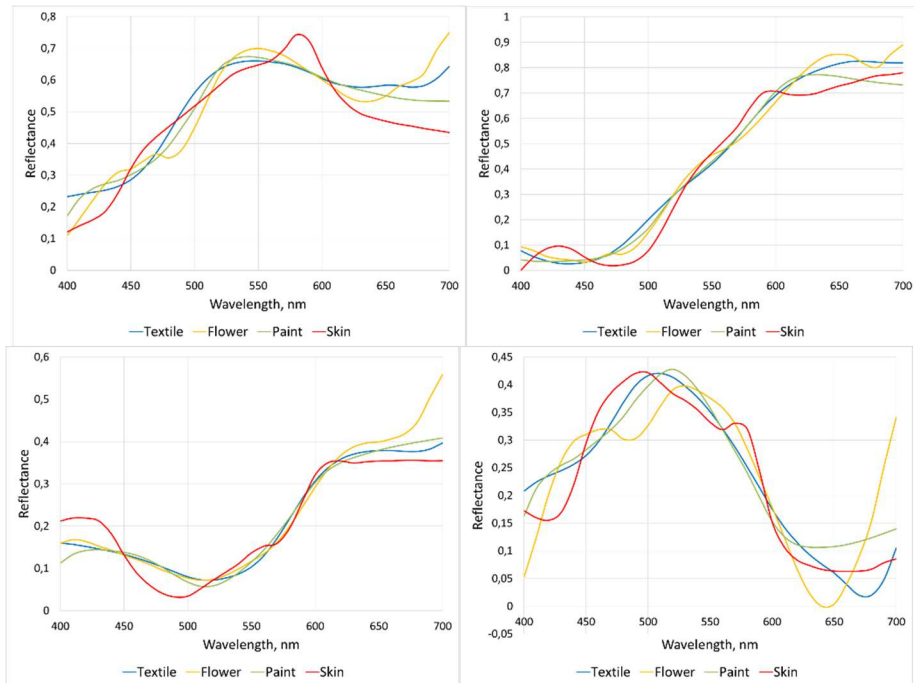 0,8
0,7
0,6
0,5
0,4
0,3
0,2
0,1
0
Reflectance
400 450 500 550 600 650 700
Wavelength, nm
Textile Flower Paint Skin
1
0,9
0,8
0,7
0,6
0,5
0,4
0,3
0,2
0,1
0
Reflectance
400 450 500 550 600 650 700
Wavelength, nm
Textile Flower Paint Skin
0,6
0,5
0,4
0,3
0,2
0,1
0
Reflectance
400 450 500 550 600 650 700
Wavelength, nm
Textile Flower Paint Skin
0,45
0,4
0,35
0,3
0,25
0,2
0,15
0,1
0,05
0
-0,05
Reflectance
400 450 500 550 600 650 700
Wavelength, nm
Textile Flower Paint Skin